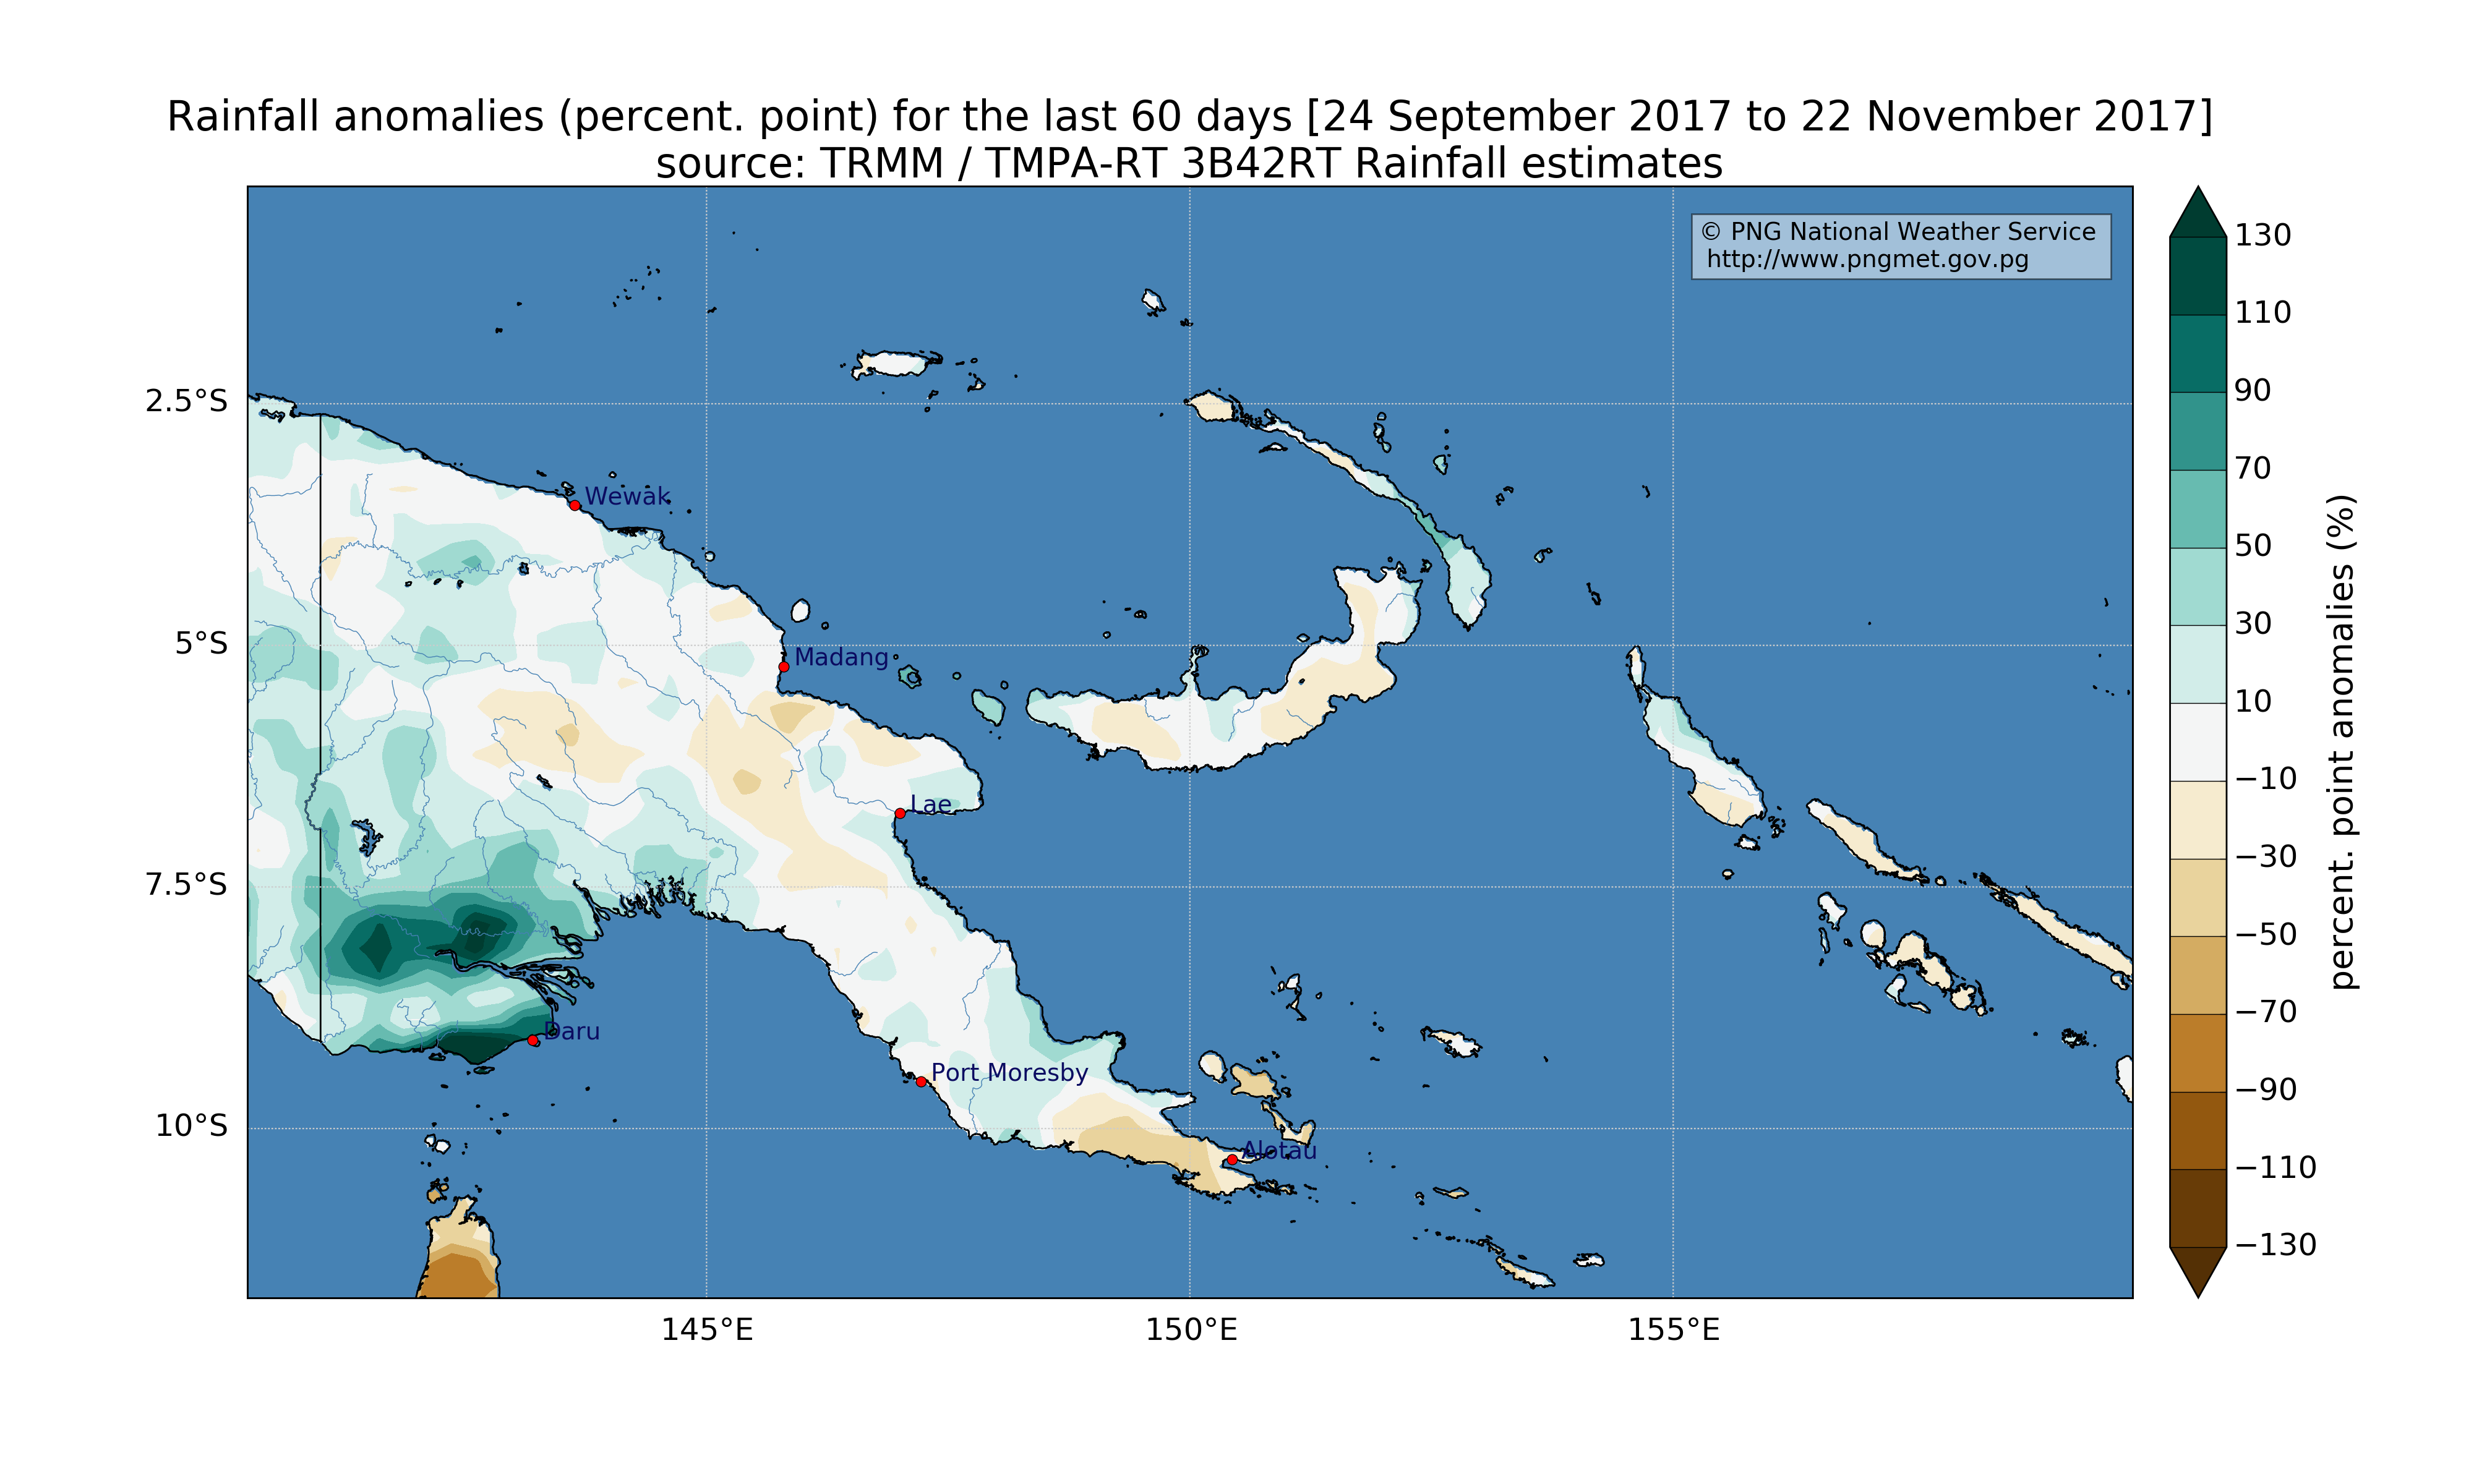 Rainfall anomalies (percent. point) for the last 60 days [24 September 2017 to 22 November 2017]
source: TRMM / TMPA-RT 3B42RT Rainfall estimates
© PNG National Weather Service
http://www.pngmet.gov.pg
2.5°S
5°S
7.5°S
10°S
Wewak
Madang
Lae
Daru
Port Moresby
Alotau
145°E
150°E
155°E
130
110
90
70
50
30
10
−10
−30
−50
−70
−90
−110
−130
percent. point anomalies (%)